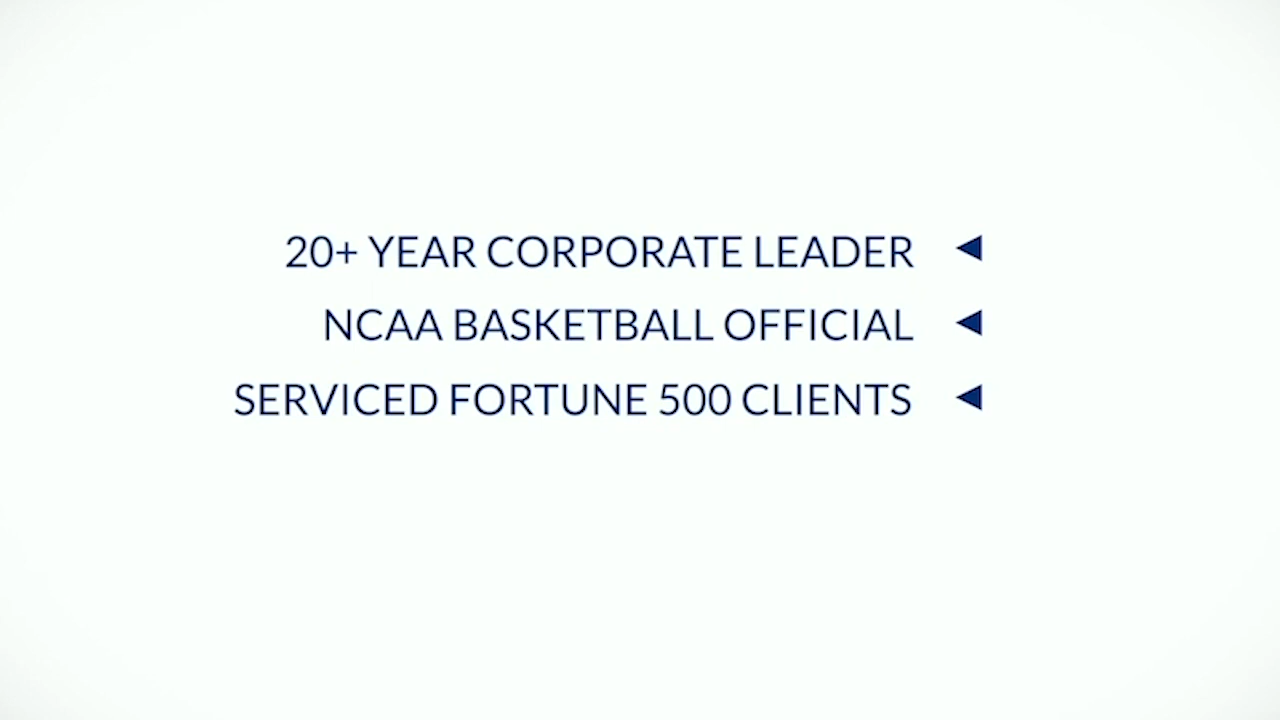 20+ YEAR CORPORATE LEADER
NCAA BASKETBALL OFFICIAL
SERVICED FORTUNE 500 CLIENTS